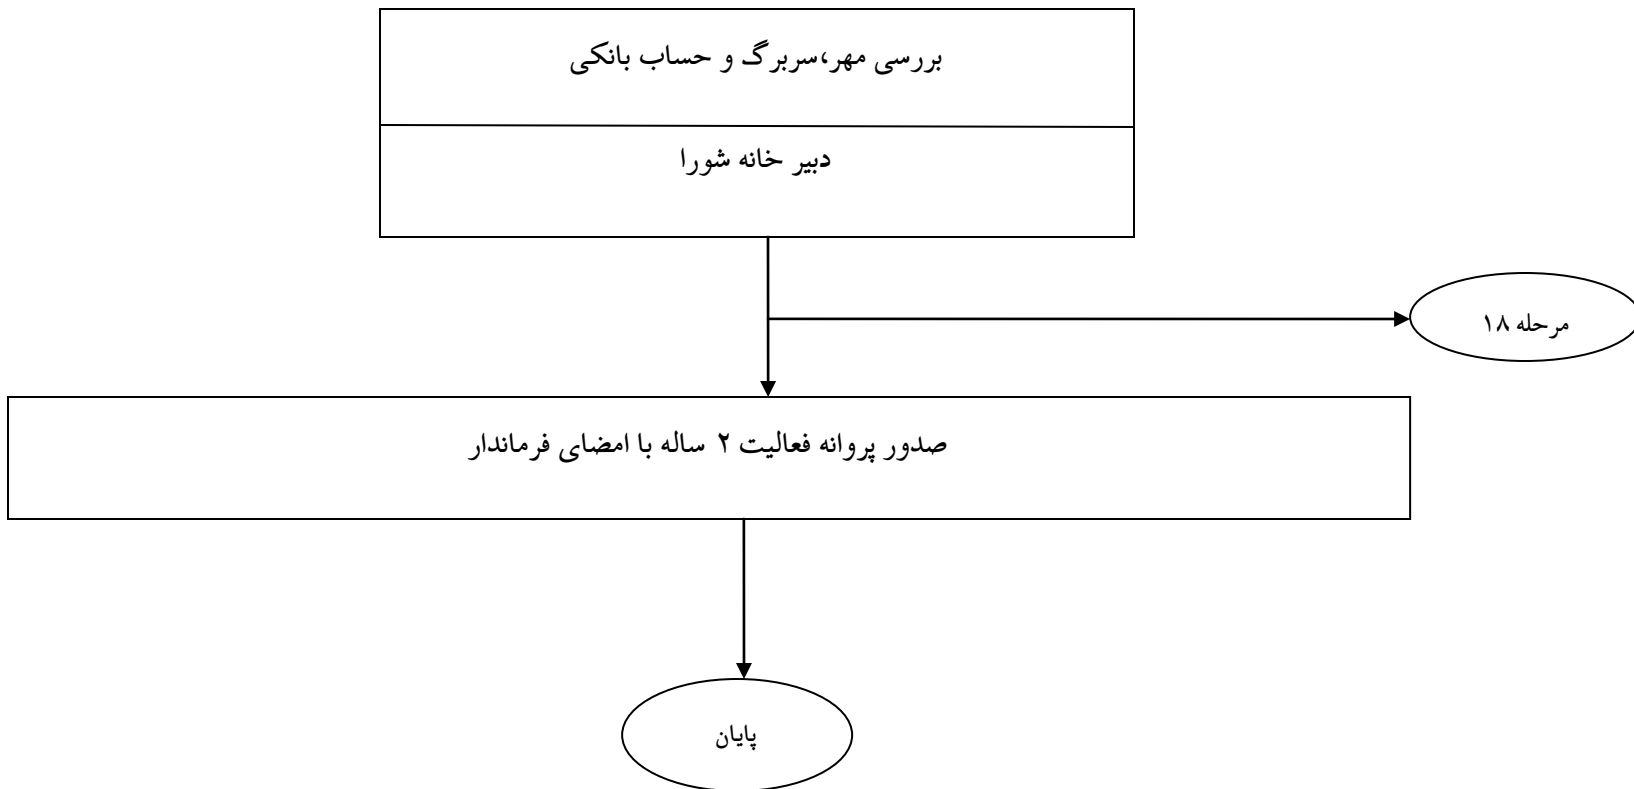 بررسی مهر،سربرگ و حساب بانکی
دبیر خانه شورا
مرحله ۱۸
صدور پروانه فعالیت ۲ ساله با امضای فرماندار
پایان